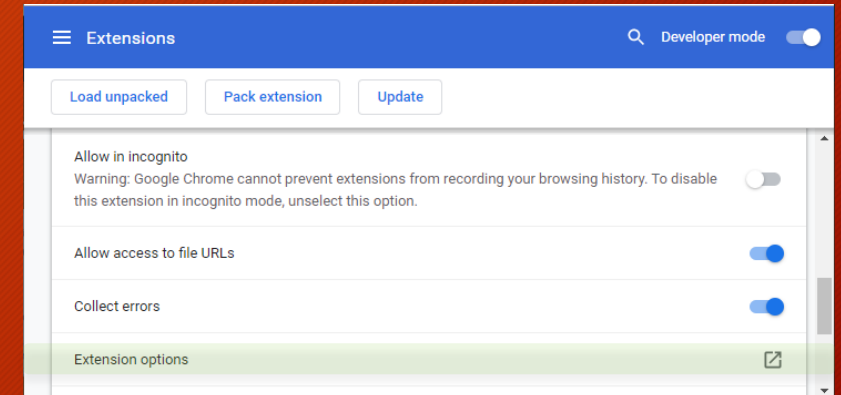 Extensions
Developer mode
Load unpacked
Pack extension
Update
Allow in incognito
Warning: Google Chrome cannot prevent extensions from recording your browsing history. To disable
this extension in incognito mode, unselect this option.
Allow access to file URLs
Collect errors
Extension options